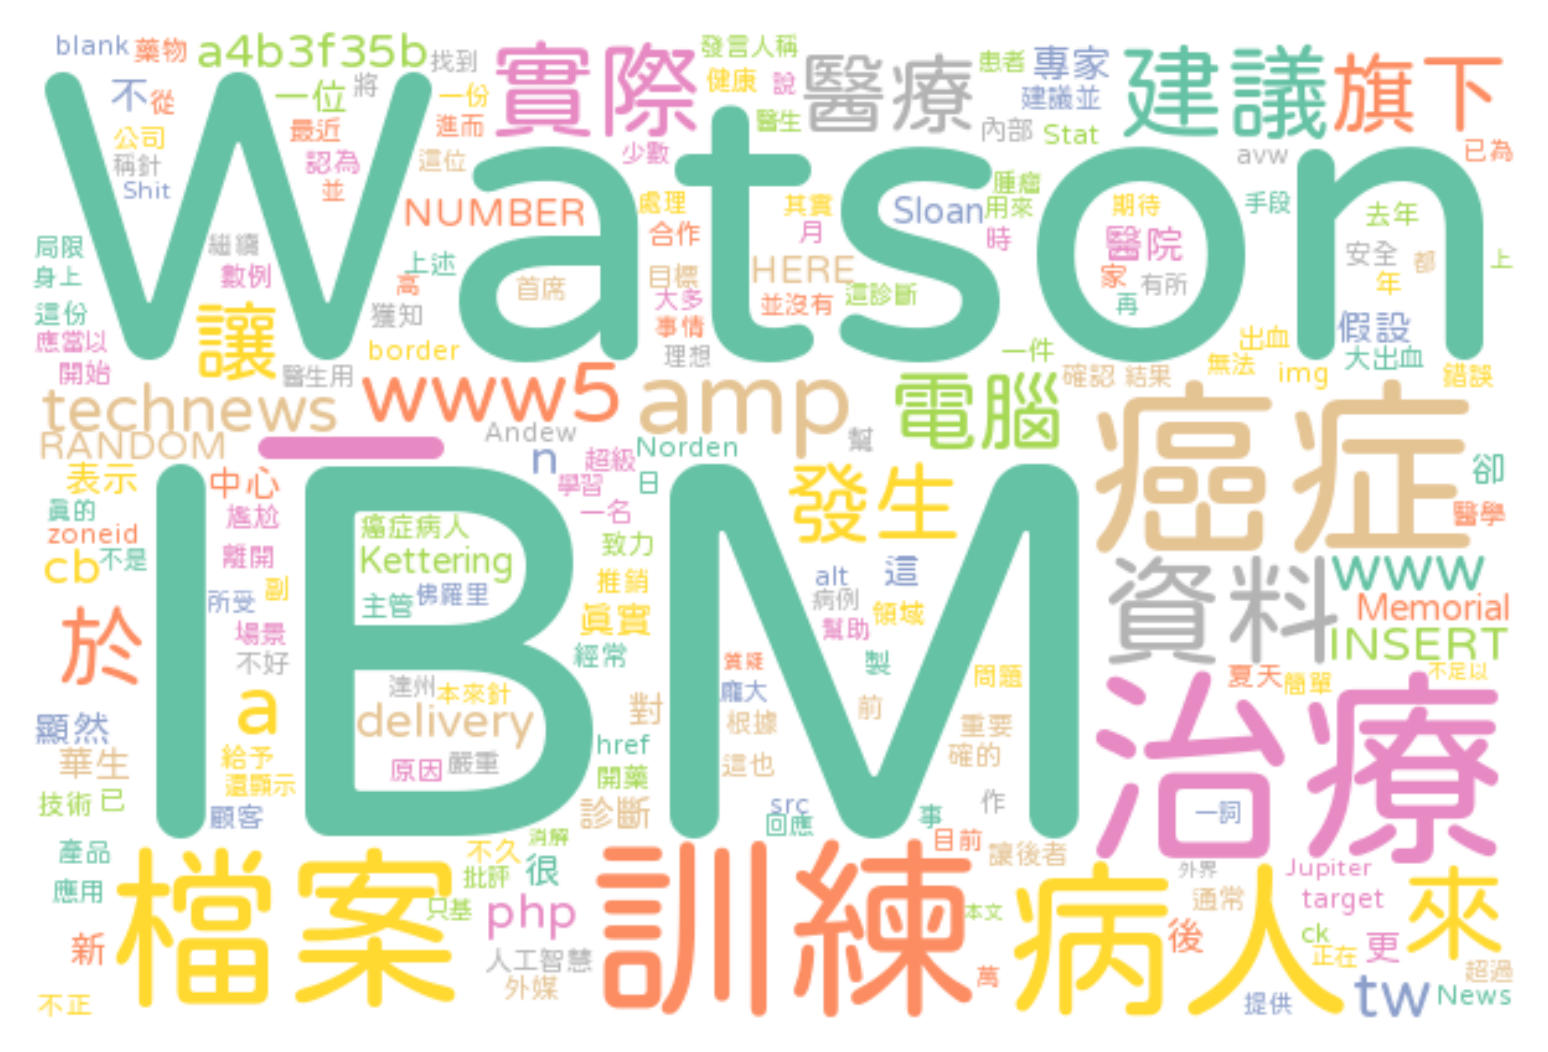 blank 藥物 a4b3f35b 找到 實際 發言人稱 醫療 患者 專家 建議 旗下
不 從 一位 將 一份 健康 說 建議並
公司 最近 進而 醫生 內部 Stat
稱針 認為 這位 少數 avw 已為
Shit 並 Watson 腫瘤
NUMBER 處理 其實 Sloan 用來 期待 手段 去年
局限 繼續 合作 月 時 醫院 安全 都 上
身上 數例 上述 高 首席 目標 HERE 家 有所 年
這份 讓 獲知 大多 並沒有 這診斷 再 假設
應當以 事情 出血
開始 醫生用 border 理想 一件 無法 大出血
technews www5 amp 電腦 確認 結果 img 錯誤
RANDOM Andew 幫 癌症
n 超級 Norden
表示 中心 學習 日 發生 卻
真的 尷尬 IBM 癌症病人 一名 醫學
zoneid
cb 不是 離開 Kettering 致力 alt 這 資料 www
所受 副 主管 佛羅里 推銷 病例 領域 Memorial
於 場景 真實 幫助 INSERT
不好 經常 質疑 製 問題 夏天 簡單 不足以
a 達州 本來針 龐大 治療
顯然 delivery 對 根據 前 重要
華生 給予 原因 嚴重 href 這也 確的
還顯示 開藥
技術 已 顧客 診斷 src 作 一詞
回應 事
產品 消解 目前 讓後者
檔案 不久 很 訓練 病人 外界 Jupiter 來
應用 批評 通常 target
只基 php 本文 後 ck 更
新 人工智慧 正在
外媒 萬 超過
不正 提供 tw News